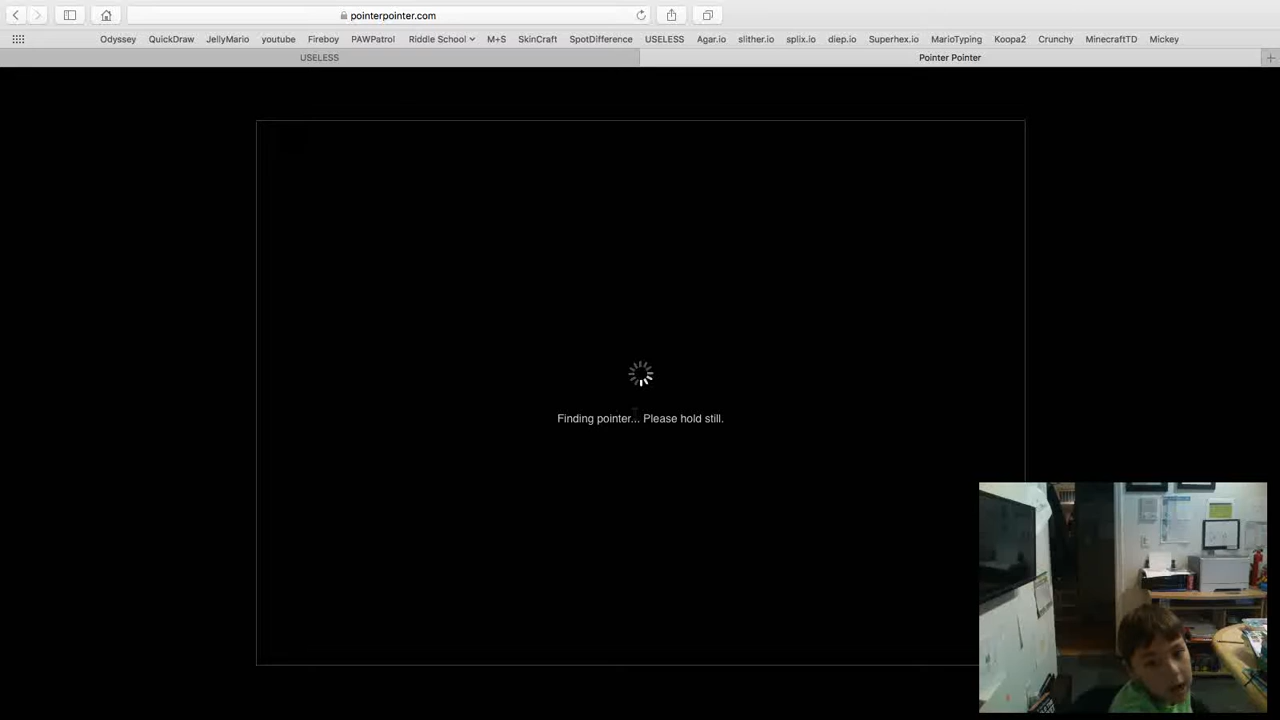 pointerpointer.com
Odyssey QuickDraw JellyMario youtube Fireboy PAWPatrol Riddle School M+S SkinCraft SpotDifference USELESS Agar.io slither.io splix.io diep.io Superhex.io MarioTyping Koopa2 Crunchy MinecraftTD Mickey
USELESS Pointer Pointer
Finding pointer... Please hold still.